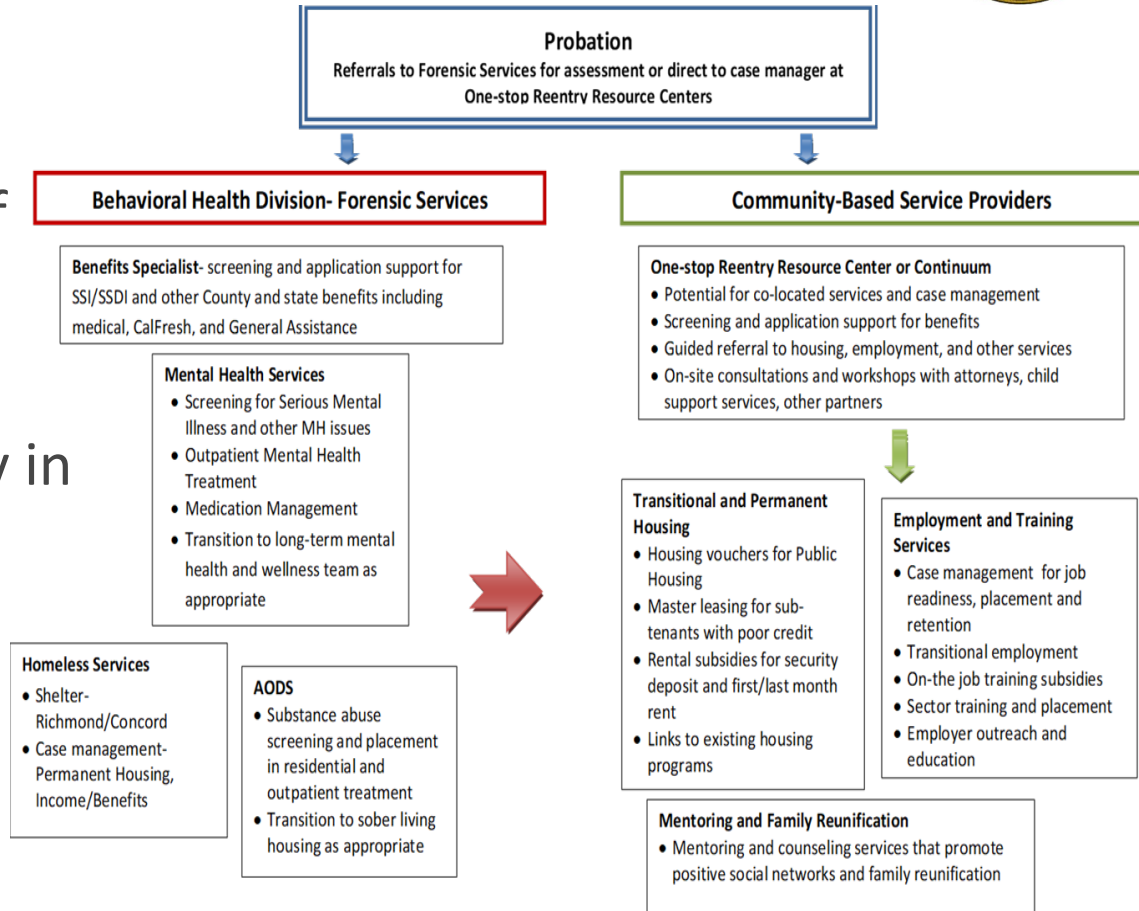 Probation
Referrals to Forensic Services for assessment or direct to case manager at
One-stop Reentry Resource Centers
Behavioral Health Division- Forensic Services
Benefits Specialist- screening and application support for
SSI/SSDI and other County and state benefits including
medical, CalFresh, and General Assistance
Mental Health Services
• Screening for Serious Mental
Illness and other MH issues
• Outpatient Mental Health
Treatment
• Medication Management
• Transition to long-term mental
health and wellness team as
appropriate
in
Homeless Services
• Shelter-
Richmond/Concord
• Case management-
Permanent Housing,
Income/Benefits
AODS
• Substance abuse
screening and placement
in residential and
outpatient treatment
• Transition to sober living
housing as appropriate
Community-Based Service Providers
One-stop Reentry Resource Center or Continuum
• Potential for co-located services and case management
• Screening and application support for benefits
• Guided referral to housing, employment, and other services
• On-site consultations and workshops with attorneys, child
support services, other partners
Transitional and Permanent
Housing
• Housing vouchers for Public
Housing
• Master leasing for sub-
tenants with poor credit
• Rental subsidies for security
deposit and first/last month
rent
• Links to existing housing
programs
Employment and Training
Services
• Case management for job
readiness, placement and
retention
• Transitional employment
• On-the job training subsidies
• Sector training and placement
• Employer outreach and
education
Mentoring and Family Reunification
• Mentoring and counseling services that promote
positive social networks and family reunification